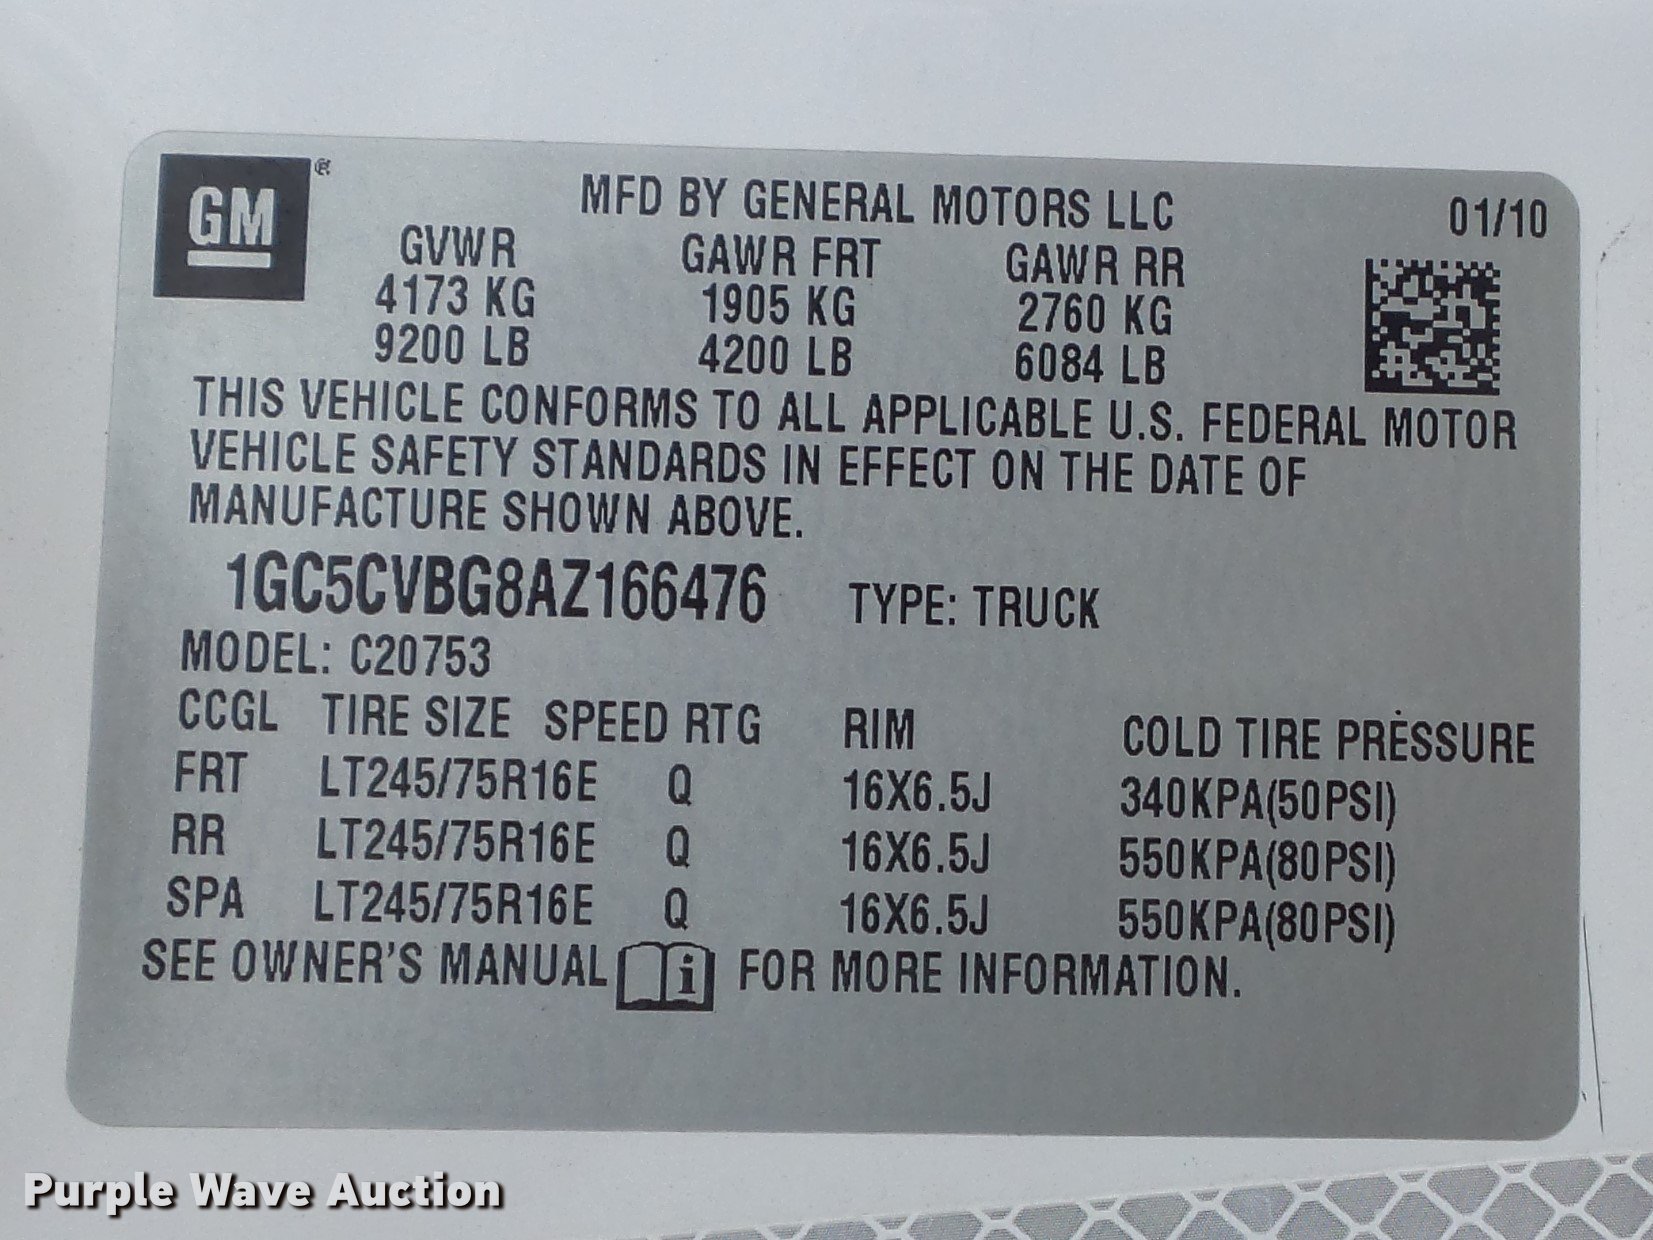 GM®
MFD BY GENERAL MOTORS LLC 01/10
GVWR GAWR FRT GAWR RR
4173 KG 1905 KG 2760 KG
9200 LB 4200 LB 6084 LB
THIS VEHICLE CONFORMS TO ALL APPLICABLE U.S. FEDERAL MOTOR
VEHICLE SAFETY STANDARDS IN EFFECT ON THE DATE OF
MANUFACTURE SHOWN ABOVE.
1GC5CVBG8AZ166476 TYPE: TRUCK
MODEL: C20753
CCGL TIRE SIZE SPEED RTG RIM COLD TIRE PRESSURE
FRT LT245/75R16E Q 16X6.5J 340KPA(50PSI)
RR LT245/75R16E Q 16X6.5J 550KPA(80PSI)
SPA LT245/75R16E Q 16X6.5J 550KPA(80PSI)
SEE OWNER'S MANUAL i FOR MORE INFORMATION.
Purple Wave Auction